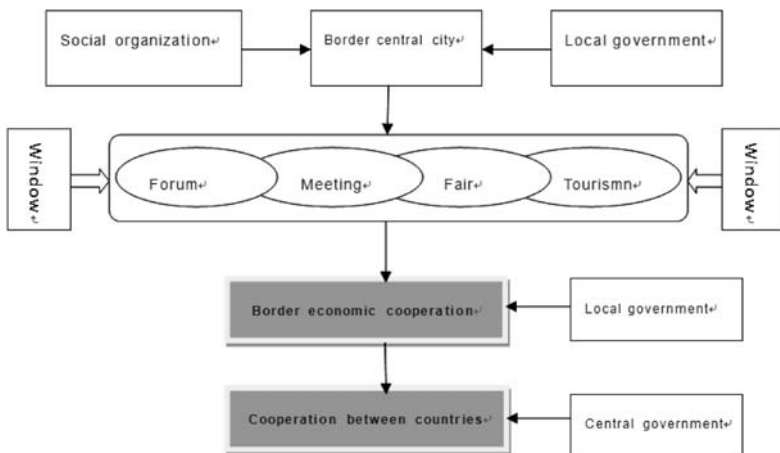 Social organization↵
Border central city↵
Local government↵
Window↵
Forum↵
Meeting↵
Fair↵
Tourismn↵
Window↵
Border economic cooperation↵
Local government↵
Cooperation between countries↵
Central government↵